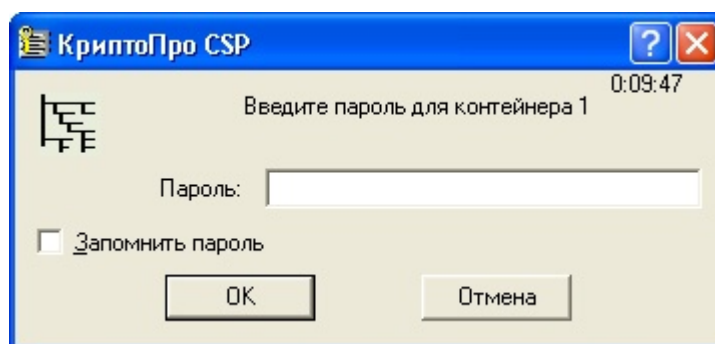 КриптоПро CSP
0:09:47
Введите пароль для контейнера 1
Пароль:
Запомнить пароль
OK
Отмена